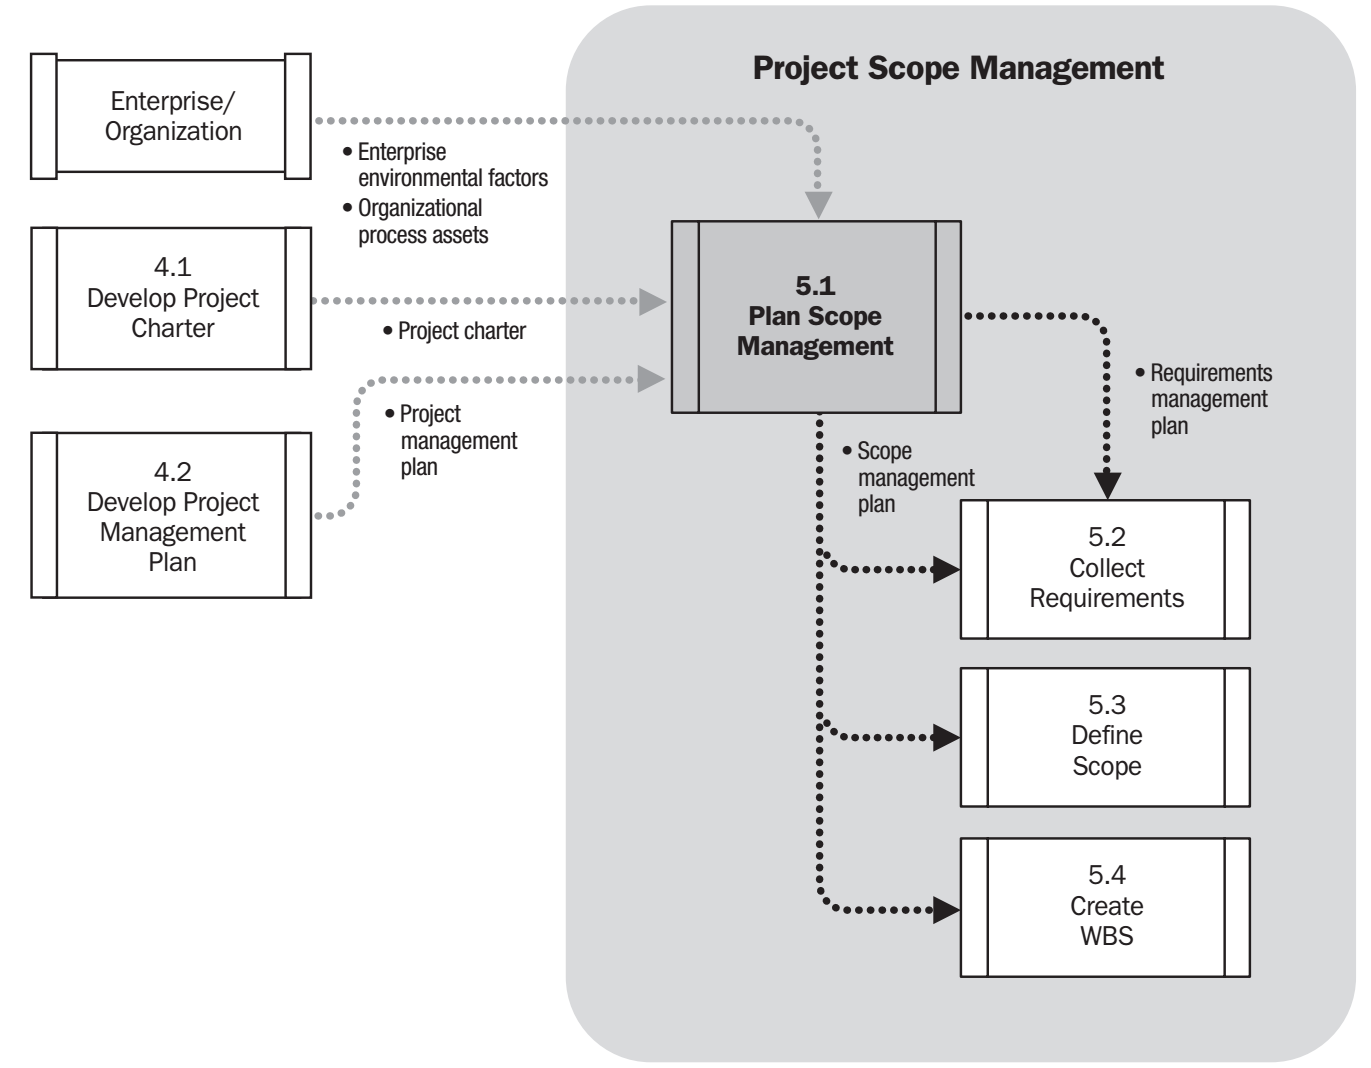 Project Scope Management
Enterprise/
Organization
• Enterprise
environmental factors
• Organizational
process assets
4.1
Develop Project
Charter
• Project charter
5.1
Plan Scope
Management
4.2
Develop Project
Management
Plan
• Project
management
plan
• Requirements
management
plan
• Scope
management
plan
5.2
Collect
Requirements
5.3
Define
Scope
5.4
Create
WBS